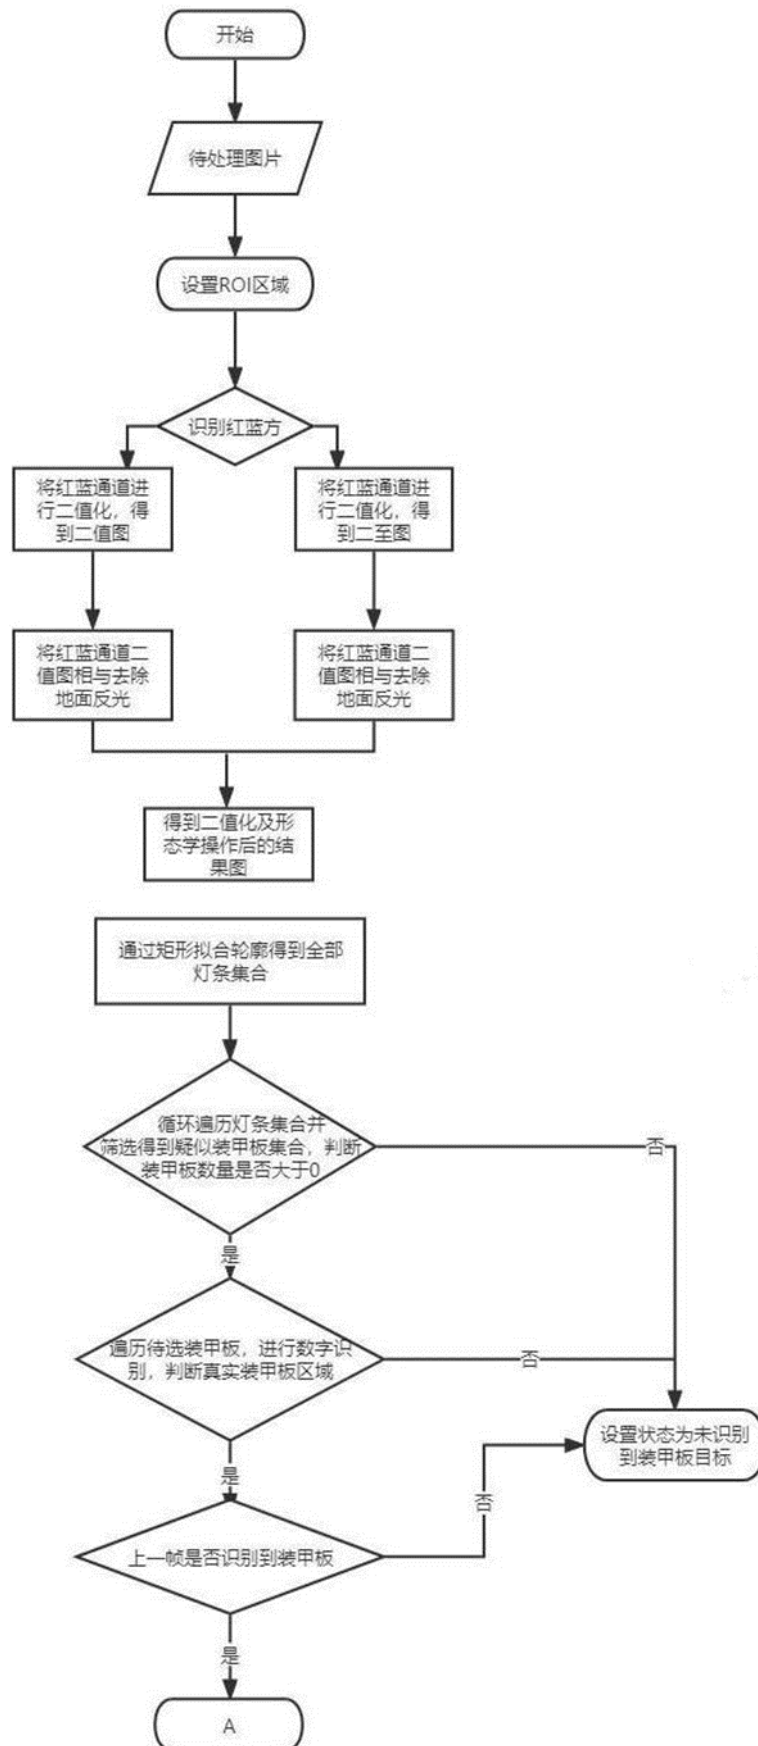 开始
待处理图片
设置ROI区域
识别红蓝方
将红蓝通道进
行二值化，得
到二值图
将红蓝通道进
行二值化，得
到二至图
将红蓝通道二
值图相与去除
地面反光
将红蓝通道二
值图相与去除
地面反光
得到二值化及形
态学操作后的结
果图
通过矩形拟合轮廓得到全部
灯条集合
循环遍历灯条集合并
筛选得到疑似装甲板集合，判断
装甲板数量是否大于0
否
是
遍历待选装甲板，进行数字识
别，判断真实装甲板区域
否
设置状态为未识别
到装甲板目标
是
否
上一帧是否识别到装甲板
是
A